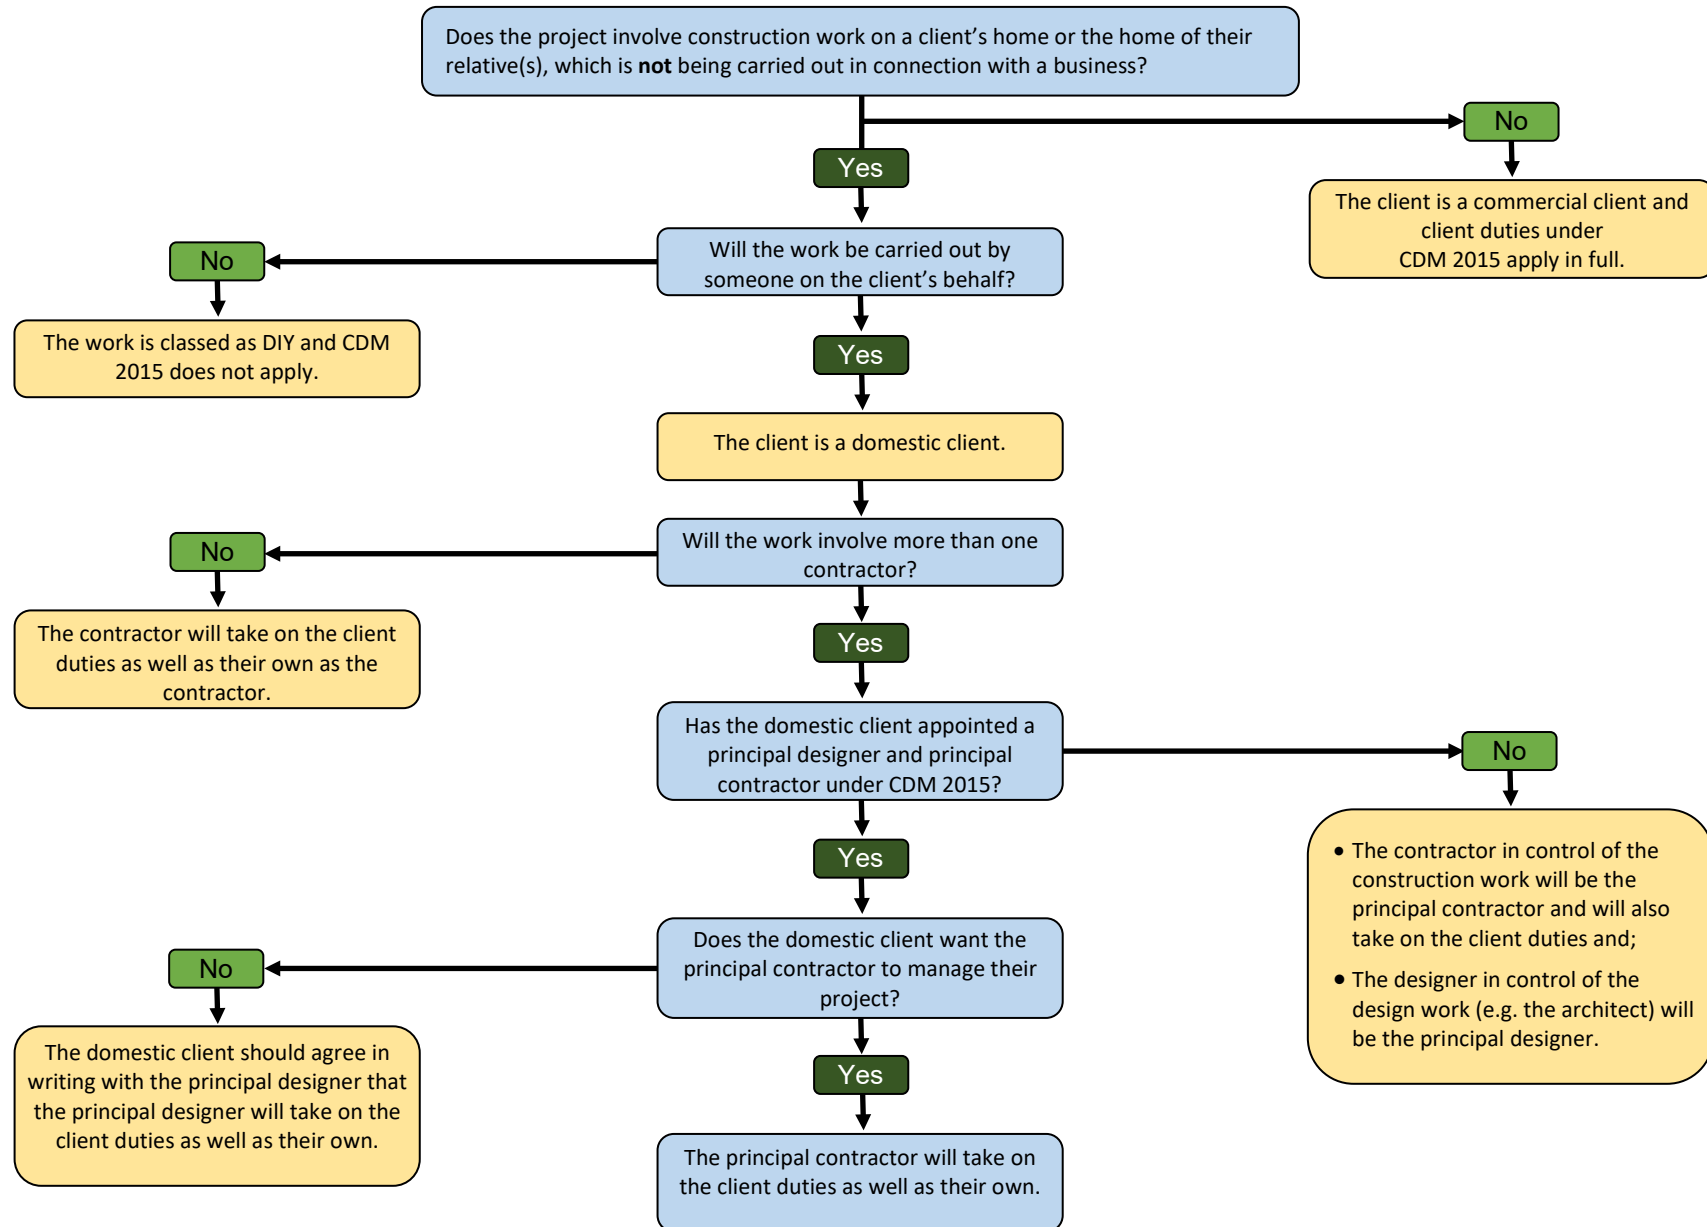 Does the project involve construction work on a client’s home or the home of their
relative(s), which is not being carried out in connection with a business?
No
Yes
The client is a commercial client and
client duties under
CDM 2015 apply in full.
Will the work be carried out by
someone on the client’s behalf?
No
The work is classed as DIY and CDM
2015 does not apply.
Yes
The client is a domestic client.
Will the work involve more than one
contractor?
No
The contractor will take on the client
duties as well as their own as the
contractor.
Yes
Has the domestic client appointed a
principal designer and principal
contractor under CDM 2015?
No
• The contractor in control of the
construction work will be the
principal contractor and will also
take on the client duties and;
• The designer in control of the
design work (e.g. the architect) will
be the principal designer.
Yes
Does the domestic client want the
principal contractor to manage their
project?
No
The domestic client should agree in
writing with the principal designer that
the principal designer will take on the
client duties as well as their own.
Yes
The principal contractor will take on
the client duties as well as their own.